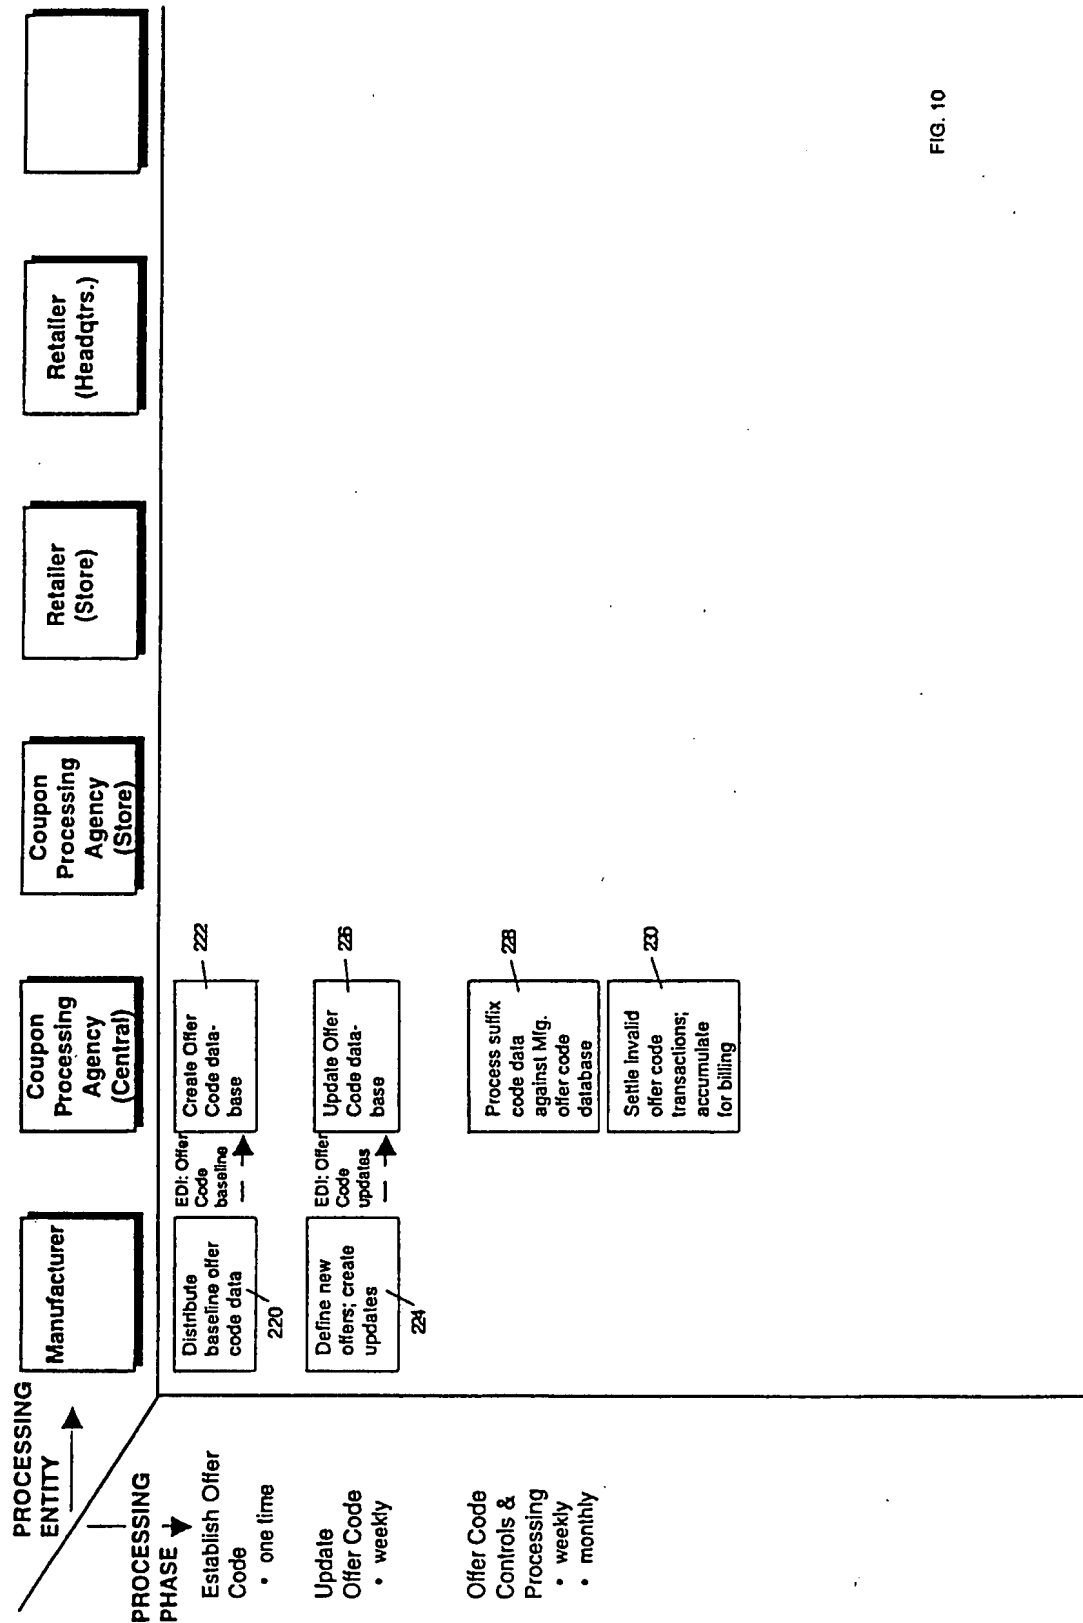 PROCESSING
ENTITY
PROCESSING
PHASE
Manufacturer
Coupon
Processing
Agency
(Central)
Coupon
Processing
Agency
(Store)
Retailer
(Store)
Retailer
(Headqtrs.)
Establish Offer
Code
• one time
Distribute
baseline offer
code data
220
EDI: Offer
Code
baseline
Create Offer
Code data-
base
222
Update
Offer Code
• weekly
Define new
offers; create
updates
224
EDI: Offer
Code
updates
Update Offer
Code data-
base
226
Offer Code
Controls &
Processing
• weekly
• monthly
Process suffix
code data
against Mfg.
offer code
database
228
Settle invalid
offer code
transactions;
accumulate
for billing
230
FIG. 10